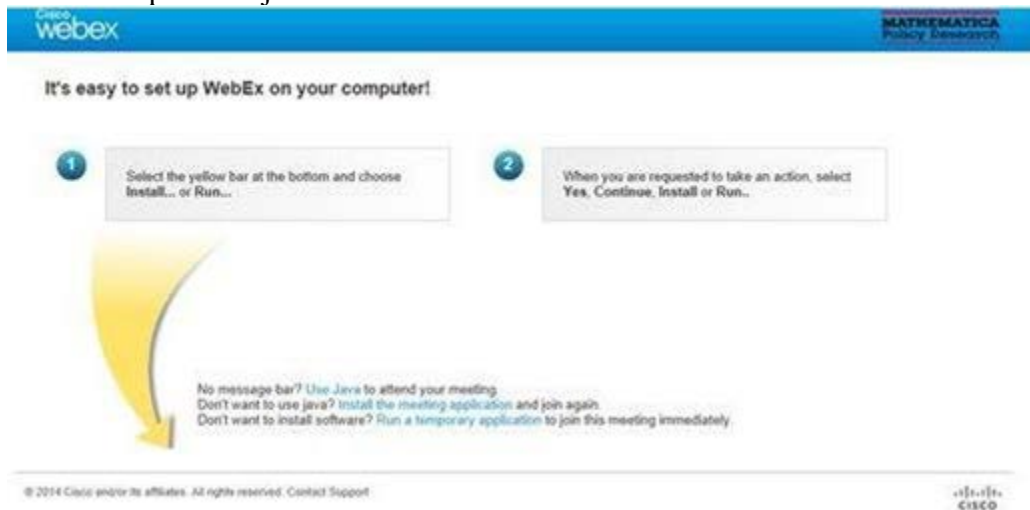 Cisco
webex
MATHEMATICA
Policy Research
It's easy to set up WebEx on your computer!
1
Select the yellow bar at the bottom and choose
Install... or Run...
2
When you are requested to take an action, select
Yes, Continue, Install or Run..
No message bar? Use Java to attend your meeting.
Don't want to use java? Install the meeting application and join again.
Don't want to install software? Run a temporary application to join this meeting immediately.
© 2014 Cisco and/or its affiliates. All rights reserved. Contact Support
CISCO